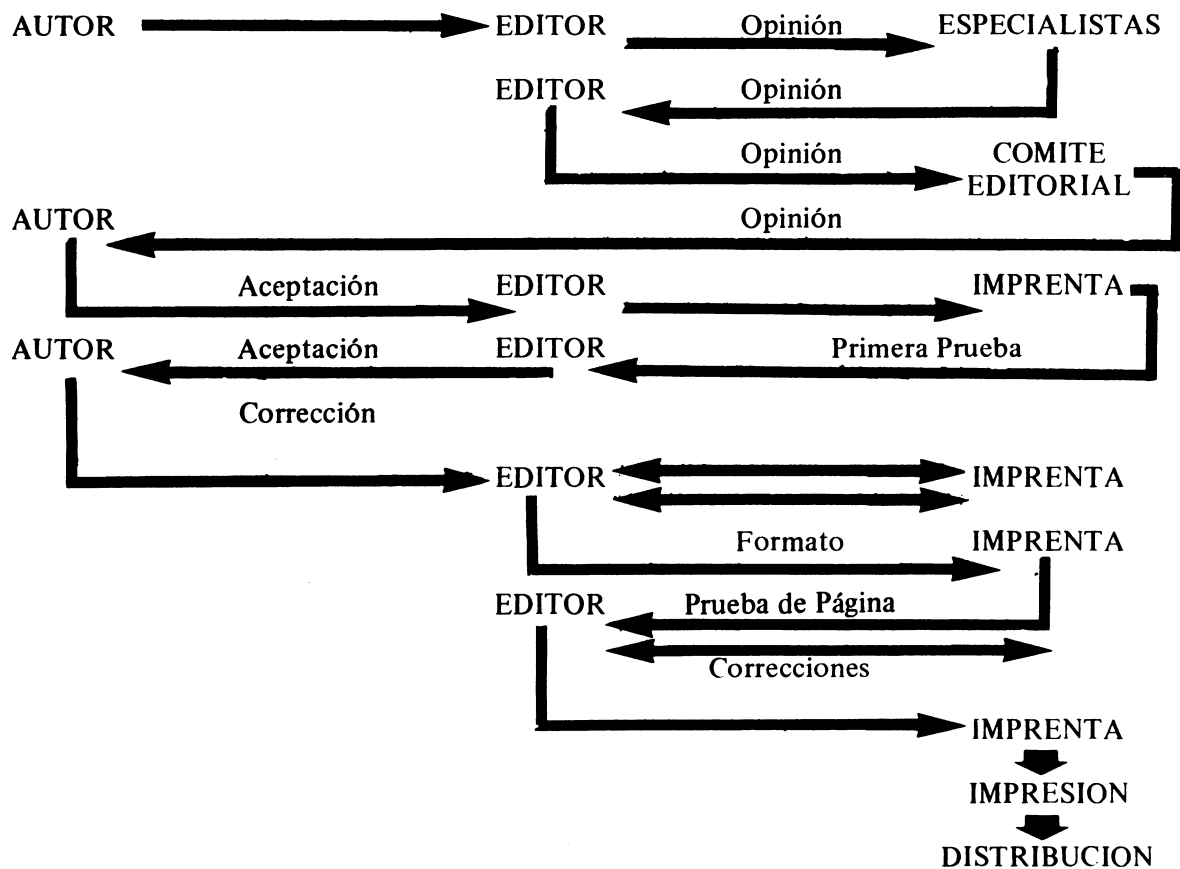 AUTOR EDITOR Opinión ESPECIALISTAS
EDITOR Opinión
Opinión COMITE
EDITORIAL
AUTOR Opinión
Aceptación EDITOR IMPRENTA
AUTOR Aceptación EDITOR Primera Prueba
Corrección
EDITOR IMPRENTA
Formato IMPRENTA
EDITOR Prueba de Página
Correcciones
IMPRENTA
IMPRESION
DISTRIBUCION